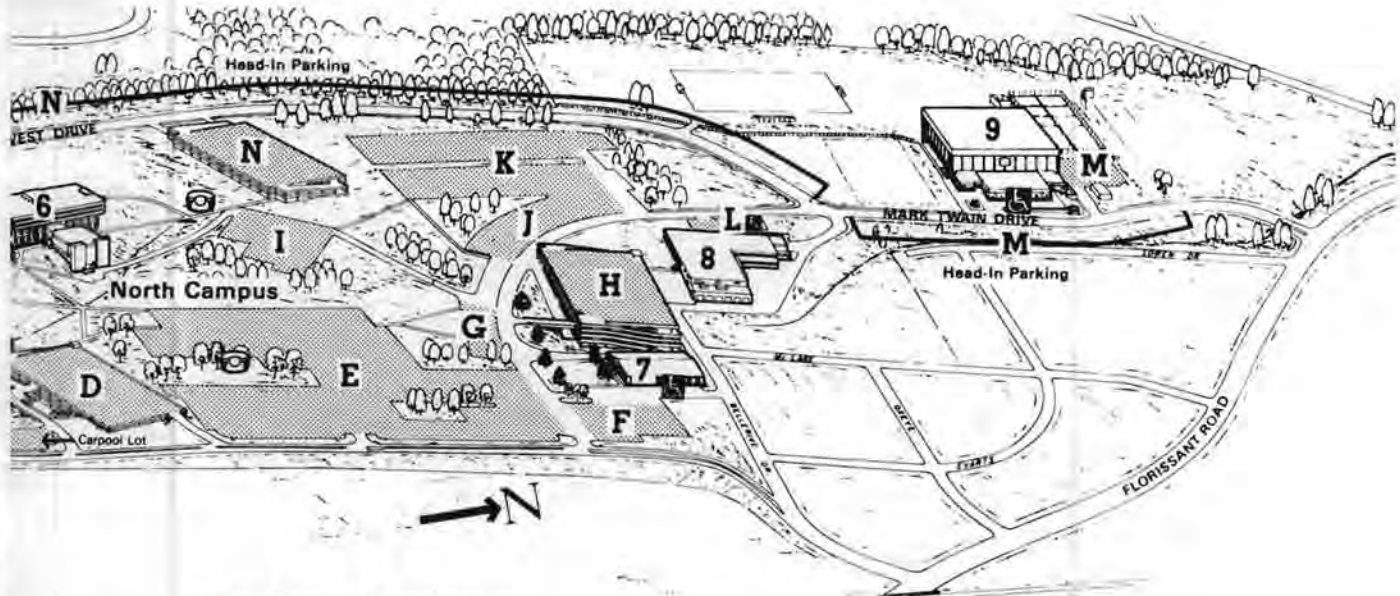 Head-In Parking
N
WEST DRIVE
N
9
K
M
6
MARK TWAIN DRIVE
L
J
I
M
8
Head-In Parking
H
North Campus
G
7
E
D
F
Carpool Lot
FLORISSANT ROAD
N